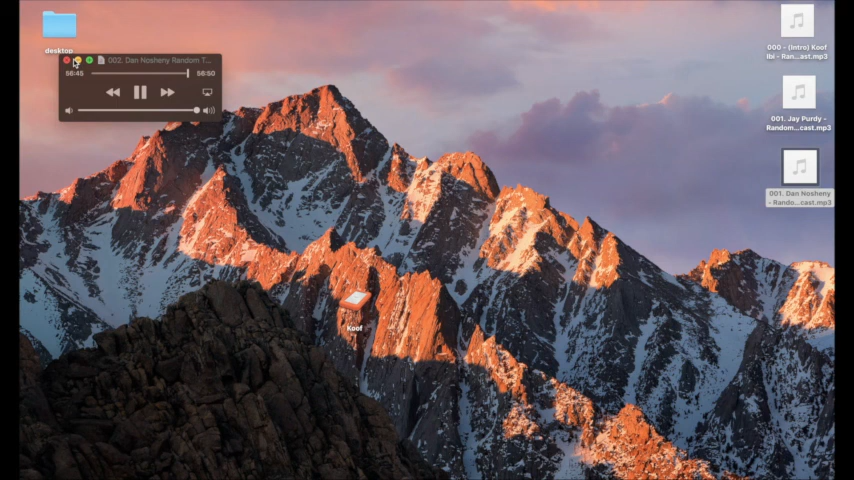 desktop
002. Dan Nosheny Random T...
56:45
56:50
000 - (Intro) Koof
Ibi - Ran...ast.mp3
001. Jay Purdy -
Random...cast.mp3
001. Dan Nosheny
- Rando...cast.mp3
Koof